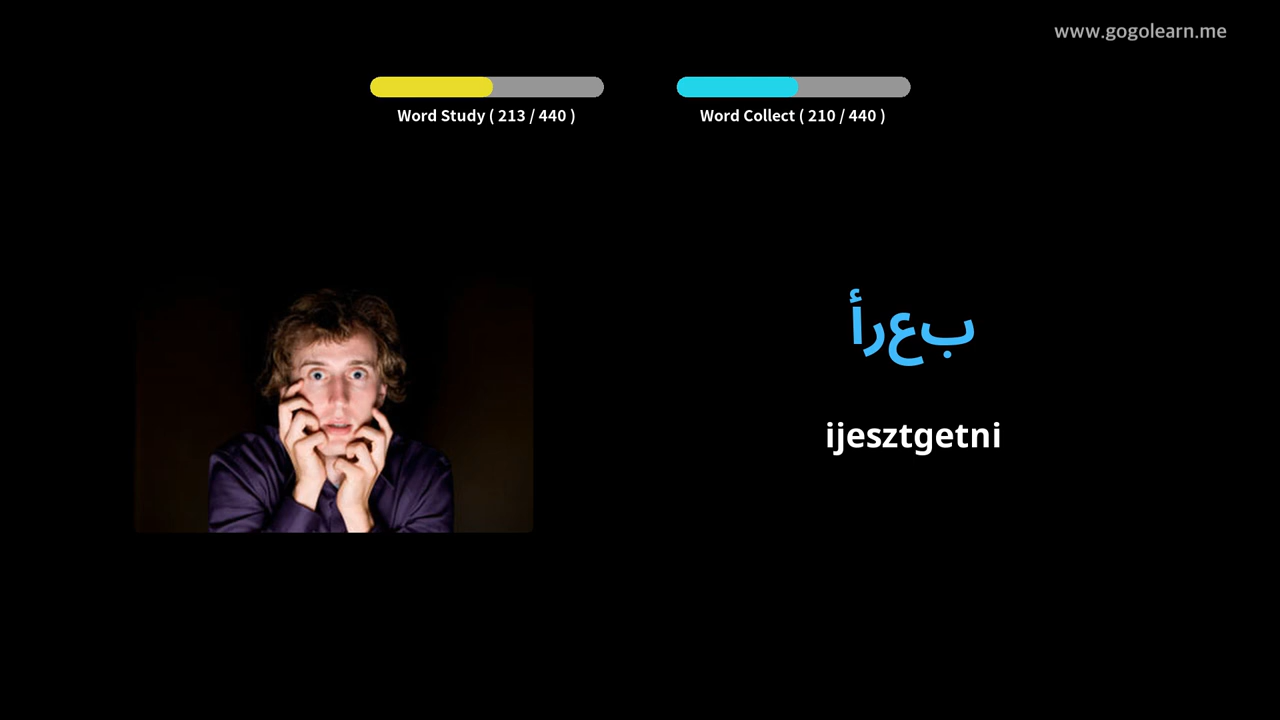 www.gogolearn.me
Word Study ( 213 / 440 )
Word Collect ( 210 / 440 )
بعرأ
ijesztgetni